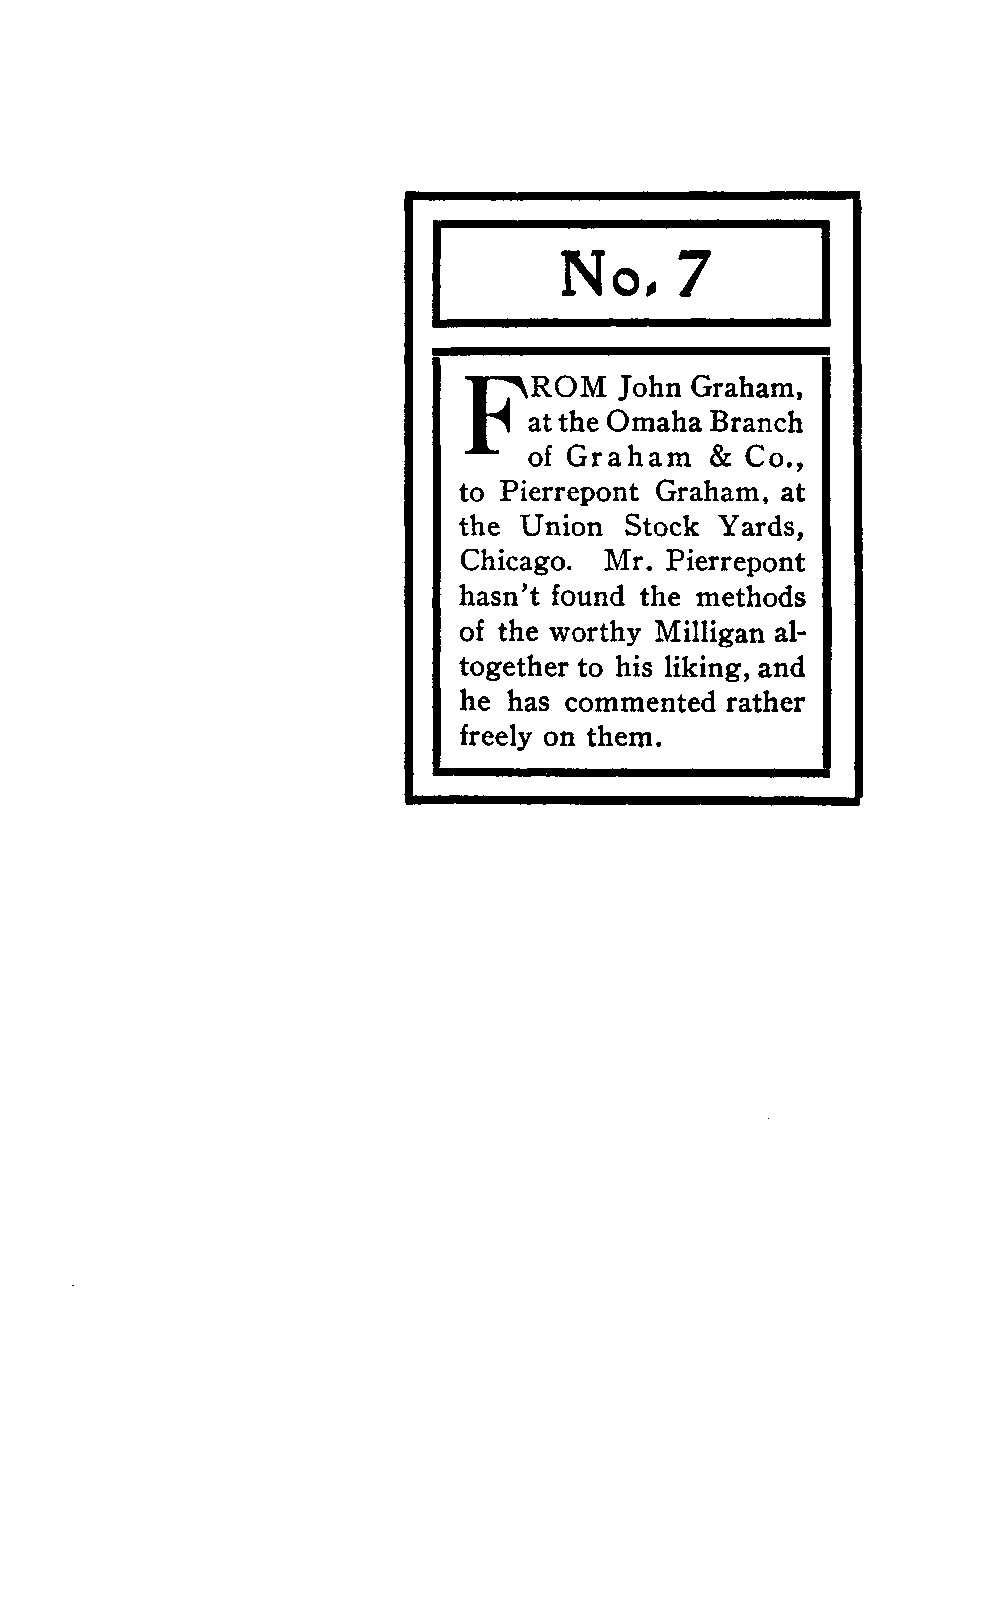 No. 7
FROM John Graham,
at the Omaha Branch
of Graham & Co.,
to Pierrepont Graham, at
the Union Stock Yards,
Chicago. Mr. Pierrepont
hasn't found the methods
of the worthy Milligan al-
together to his liking, and
he has commented rather
freely on them.